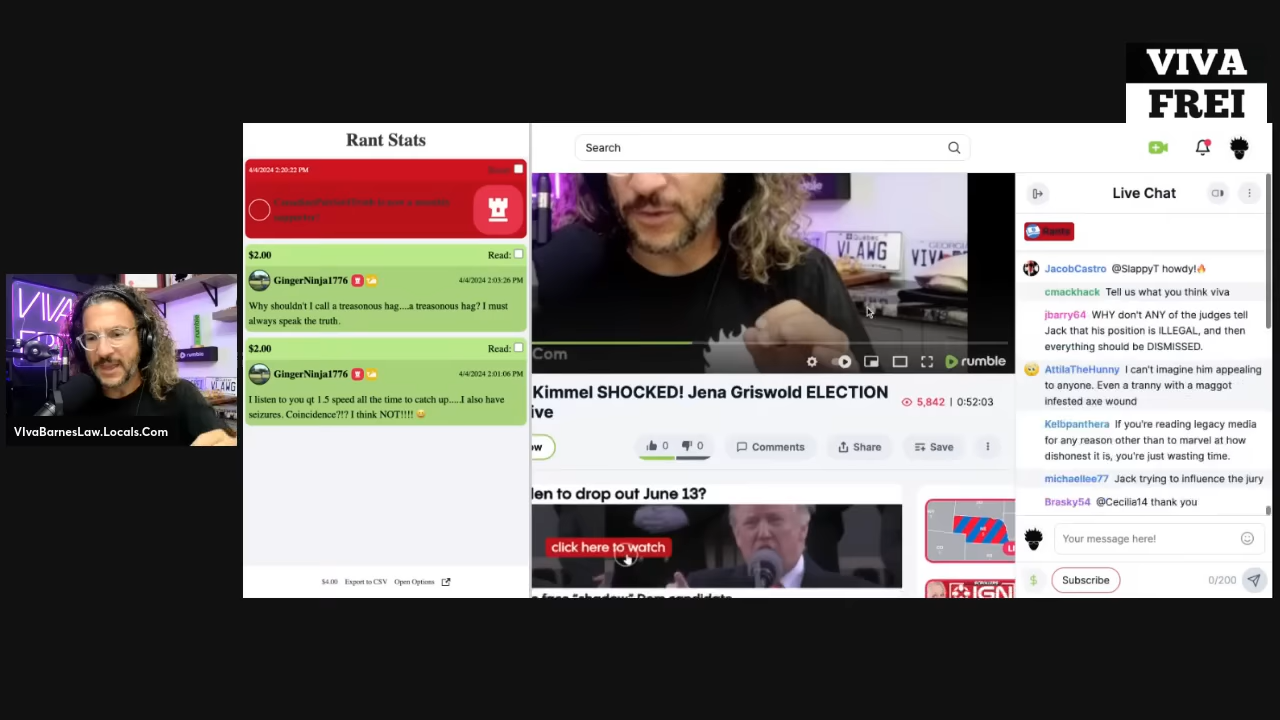 VIVA
FREI
Rant Stats
4/4/2024 2:20:22 PM
$2.00
Read:
GingerNinja1776
4/4/2024 2:03:26 PM
Why shouldn't I call a treasonous hag....a treasonous hag? I must
always speak the truth.
$2.00
Read:
GingerNinja1776
4/4/2024 2:01:06 PM
I listen to you qt 1.5 speed all the time to catch up.....I also have
seizures. Coincidence?!? I think NOT!!!! 😅
$4.00 Export to CSV Open Options
VIVA
rumble
VLAWG
VIvaBarnesLaw.Locals.Com
Search
VLAWG
GEORGIA
VIVA
Com
rumble
Kimmel SHOCKED! Jena Griswold ELECTION
ive
5,842 | 0:52:03
ow
0
0
Comments
Share
Save
len to drop out June 13?
click here to watch
Live Chat
Rants
JacobCastro @SlappyT howdy!🔥
cmackhack Tell us what you think viva
jbarry64 WHY don't ANY of the judges tell
Jack that his position is ILLEGAL, and then
everything should be DISMISSED.
AttilaTheHunny I can't imagine him appealing
to anyone. Even a tranny with a maggot
infested axe wound
Kelbpanthera If you're reading legacy media
for any reason other than to marvel at how
dishonest it is, you're just wasting time.
michaellee77 Jack trying to influence the jury
Brasky54 @Cecilia14 thank you
Your message here!
$
Subscribe
0/200